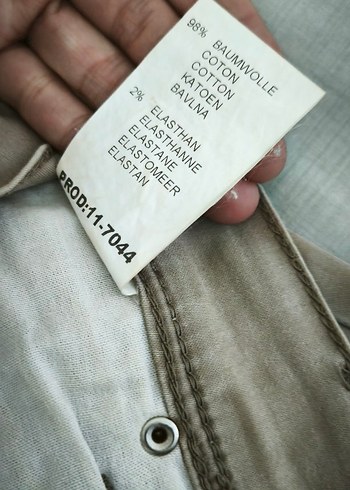 98% BAUMWOLLE
COTON
COTTON
KATOEN
BAVLNA
2% ELASTHAN
ELASTHANNE
ELASTANE
ELASTOMEER
ELASTAN
PROD:11-7044